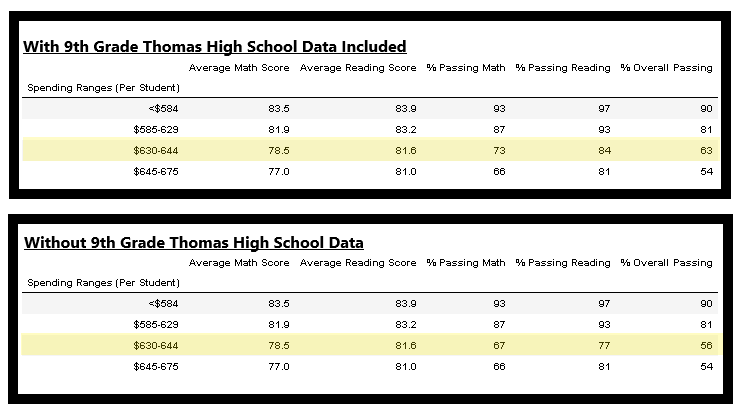 With 9th Grade Thomas High School Data Included
Average Math Score Average Reading Score % Passing Math % Passing Reading % Overall Passing
Spending Ranges (Per Student)
<$584 83.5 83.9 93 97 90
$585-629 81.9 83.2 87 93 81
$630-644 78.5 81.6 73 84 63
$645-675 77.0 81.0 66 81 54
Without 9th Grade Thomas High School Data
Average Math Score Average Reading Score % Passing Math % Passing Reading % Overall Passing
Spending Ranges (Per Student)
<$584 83.5 83.9 93 97 90
$585-629 81.9 83.2 87 93 81
$630-644 78.5 81.6 67 77 56
$645-675 77.0 81.0 66 81 54